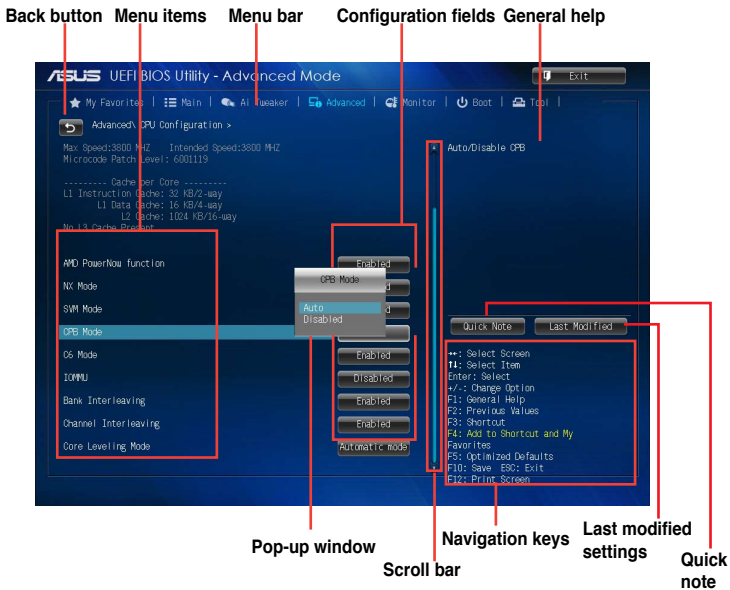 Back button Menu items Menu bar Configuration fields General help
ASUS UEFI BIOS Utility - Advanced Mode
Exit
My Favorites | Main | Ai Tweaker | Advanced | Monitor | Boot | Tool |
Advanced\ CPU Configuration >
Max Speed:3800 MHZ Intended Speed:3800 MHZ
Microcode Patch Level: 6001119
--------- Cache per Core ---------
L1 Instruction Cache: 32 KB/2-way
L1 Data Cache: 16 KB/4-way
L2 Cache: 1024 KB/16-way
No L3 Cache Present
Auto/Disable CPB
AMD PowerNow function Enabled
NX Mode
SVM Mode
CPB Mode
C6 Mode Enabled
IOMMU Disabled
Bank Interleaving Enabled
Channel Interleaving Enabled
Core Leveling Mode Automatic mode
CPB Mode
Auto
Disabled
Quick Note Last Modified
→←: Select Screen
↑↓: Select Item
Enter: Select
+/-: Change Option
F1: General Help
F2: Previous Values
F3: Shortcut
F4: Add to Shortcut and My
Favorites
F5: Optimized Defaults
F10: Save ESC: Exit
F12: Print Screen
Pop-up window
Scroll bar
Navigation keys
Last modified
settings
Quick
note